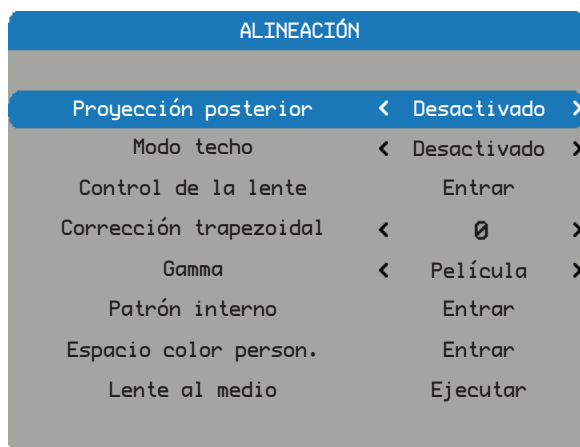 ALINEACIÓN
Proyección posterior < Desactivado >
Modo techo < Desactivado >
Control de la lente Entrar
Corrección trapezoidal < 0 >
Gamma < Película >
Patrón interno Entrar
Espacio color person. Entrar
Lente al medio Ejecutar